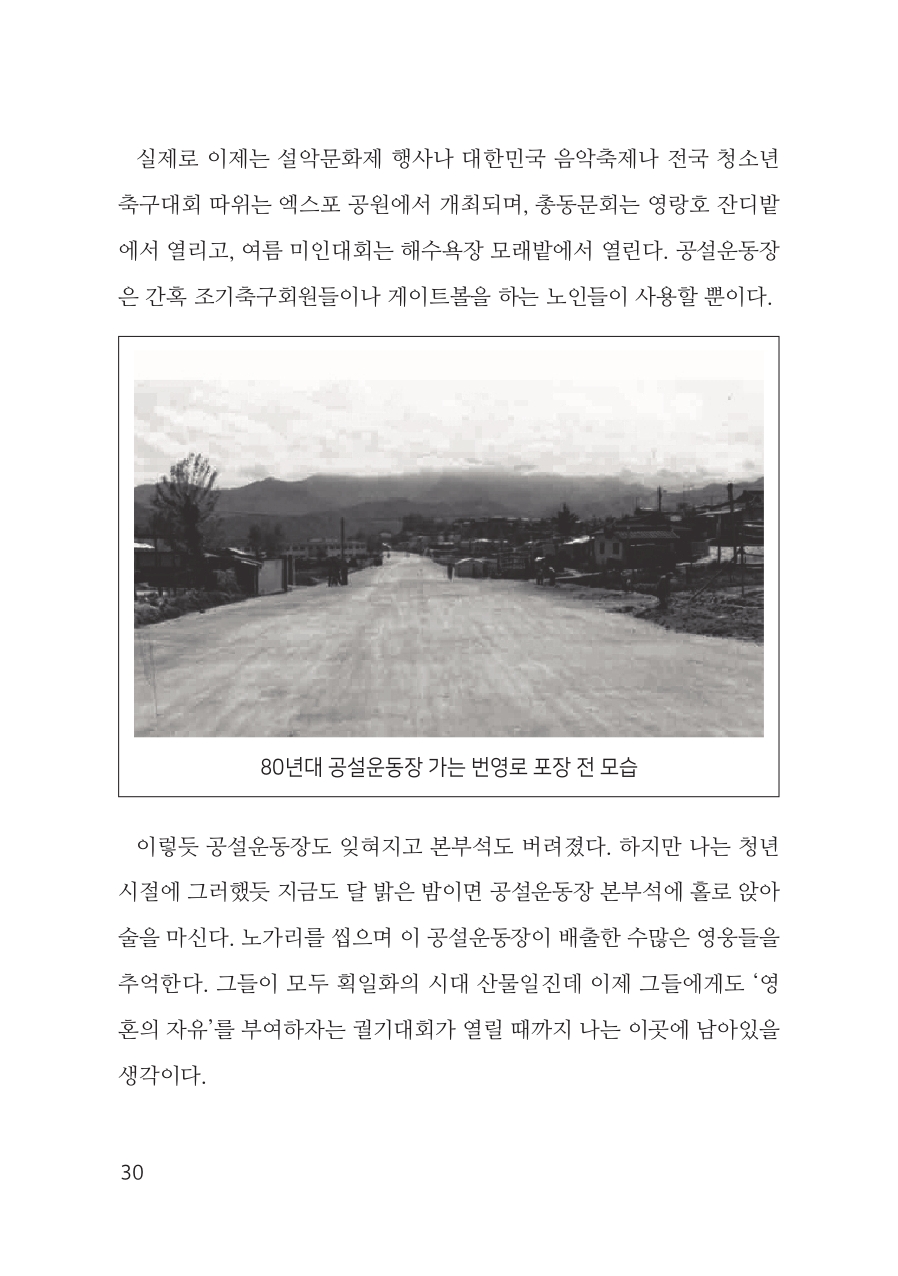 실제로 이제는 설악문화제 행사나 대한민국 음악축제나 전국 청소년
축구대회 따위는 엑스포 공원에서 개최되며, 총동문회는 영랑호 잔디밭
에서 열리고, 여름 미인대회는 해수욕장 모래밭에서 열린다. 공설운동장
은 간혹 조기축구회원들이나 게이트볼을 하는 노인들이 사용할 뿐이다.
80년대 공설운동장 가는 번영로 포장 전 모습
이렇듯 공설운동장도 잊혀지고 본부석도 버려졌다. 하지만 나는 청년
시절에 그러했듯 지금도 달 밝은 밤이면 공설운동장 본부석에 홀로 앉아
술을 마신다. 노가리를 씹으며 이 공설운동장이 배출한 수많은 영웅들을
추억한다. 그들이 모두 획일화의 시대 산물일진데 이제 그들에게도 ‘영
혼의 자유’를 부여하자는 궐기대회가 열릴 때까지 나는 이곳에 남아있을
생각이다.
30